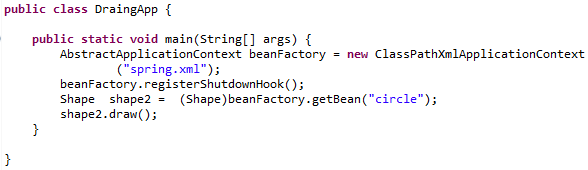 public class DraingApp {
public static void main(String[] args) {
AbstractApplicationContext beanFactory = new ClassPathXmlApplicationContext
("spring.xml");
beanFactory.registerShutdownHook();
Shape  shape2 =  (Shape)beanFactory.getBean("circle");
shape2.draw();
}
}